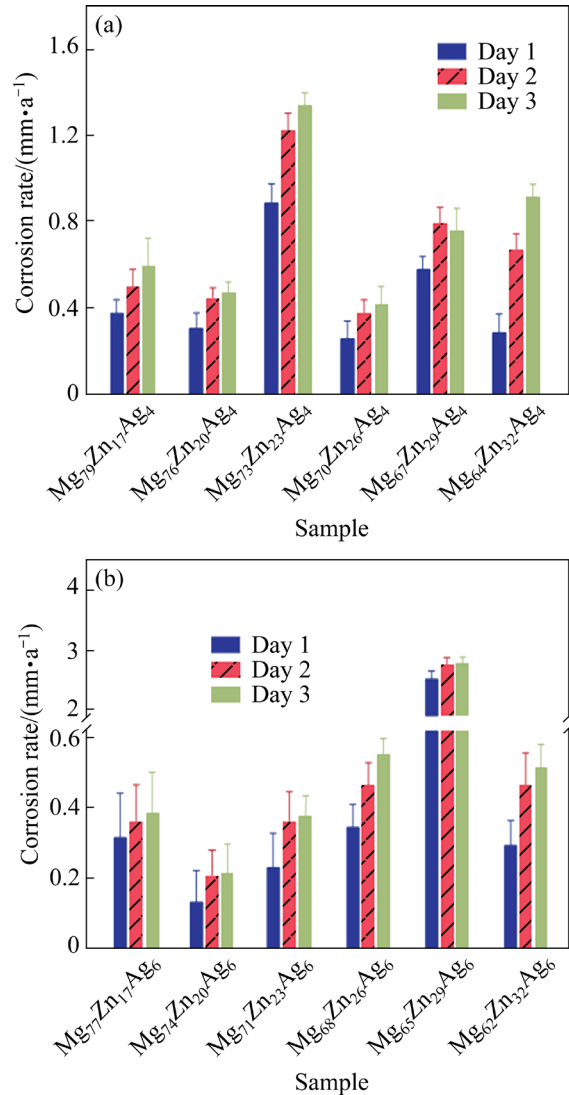 (a)
Day 1
Day 2
Day 3
Corrosion rate/(mm•a⁻¹)
1.6
1.2
0.8
0.4
0
Mg₇₉Zn₁₇Ag₄
Mg₇₆Zn₂₀Ag₄
Mg₇₃Zn₂₃Ag₄
Mg₇₀Zn₂₆Ag₄
Mg₆₇Zn₂₉Ag₄
Mg₆₄Zn₃₂Ag₄
Sample
(b)
Day 1
Day 2
Day 3
Corrosion rate/(mm•a⁻¹)
4
3
2
0.6
0.4
0.2
0
Mg₇₇Zn₁₇Ag₆
Mg₇₄Zn₂₀Ag₆
Mg₇₁Zn₂₃Ag₆
Mg₆₈Zn₂₆Ag₆
Mg₆₅Zn₂₉Ag₆
Mg₆₂Zn₃₂Ag₆
Sample